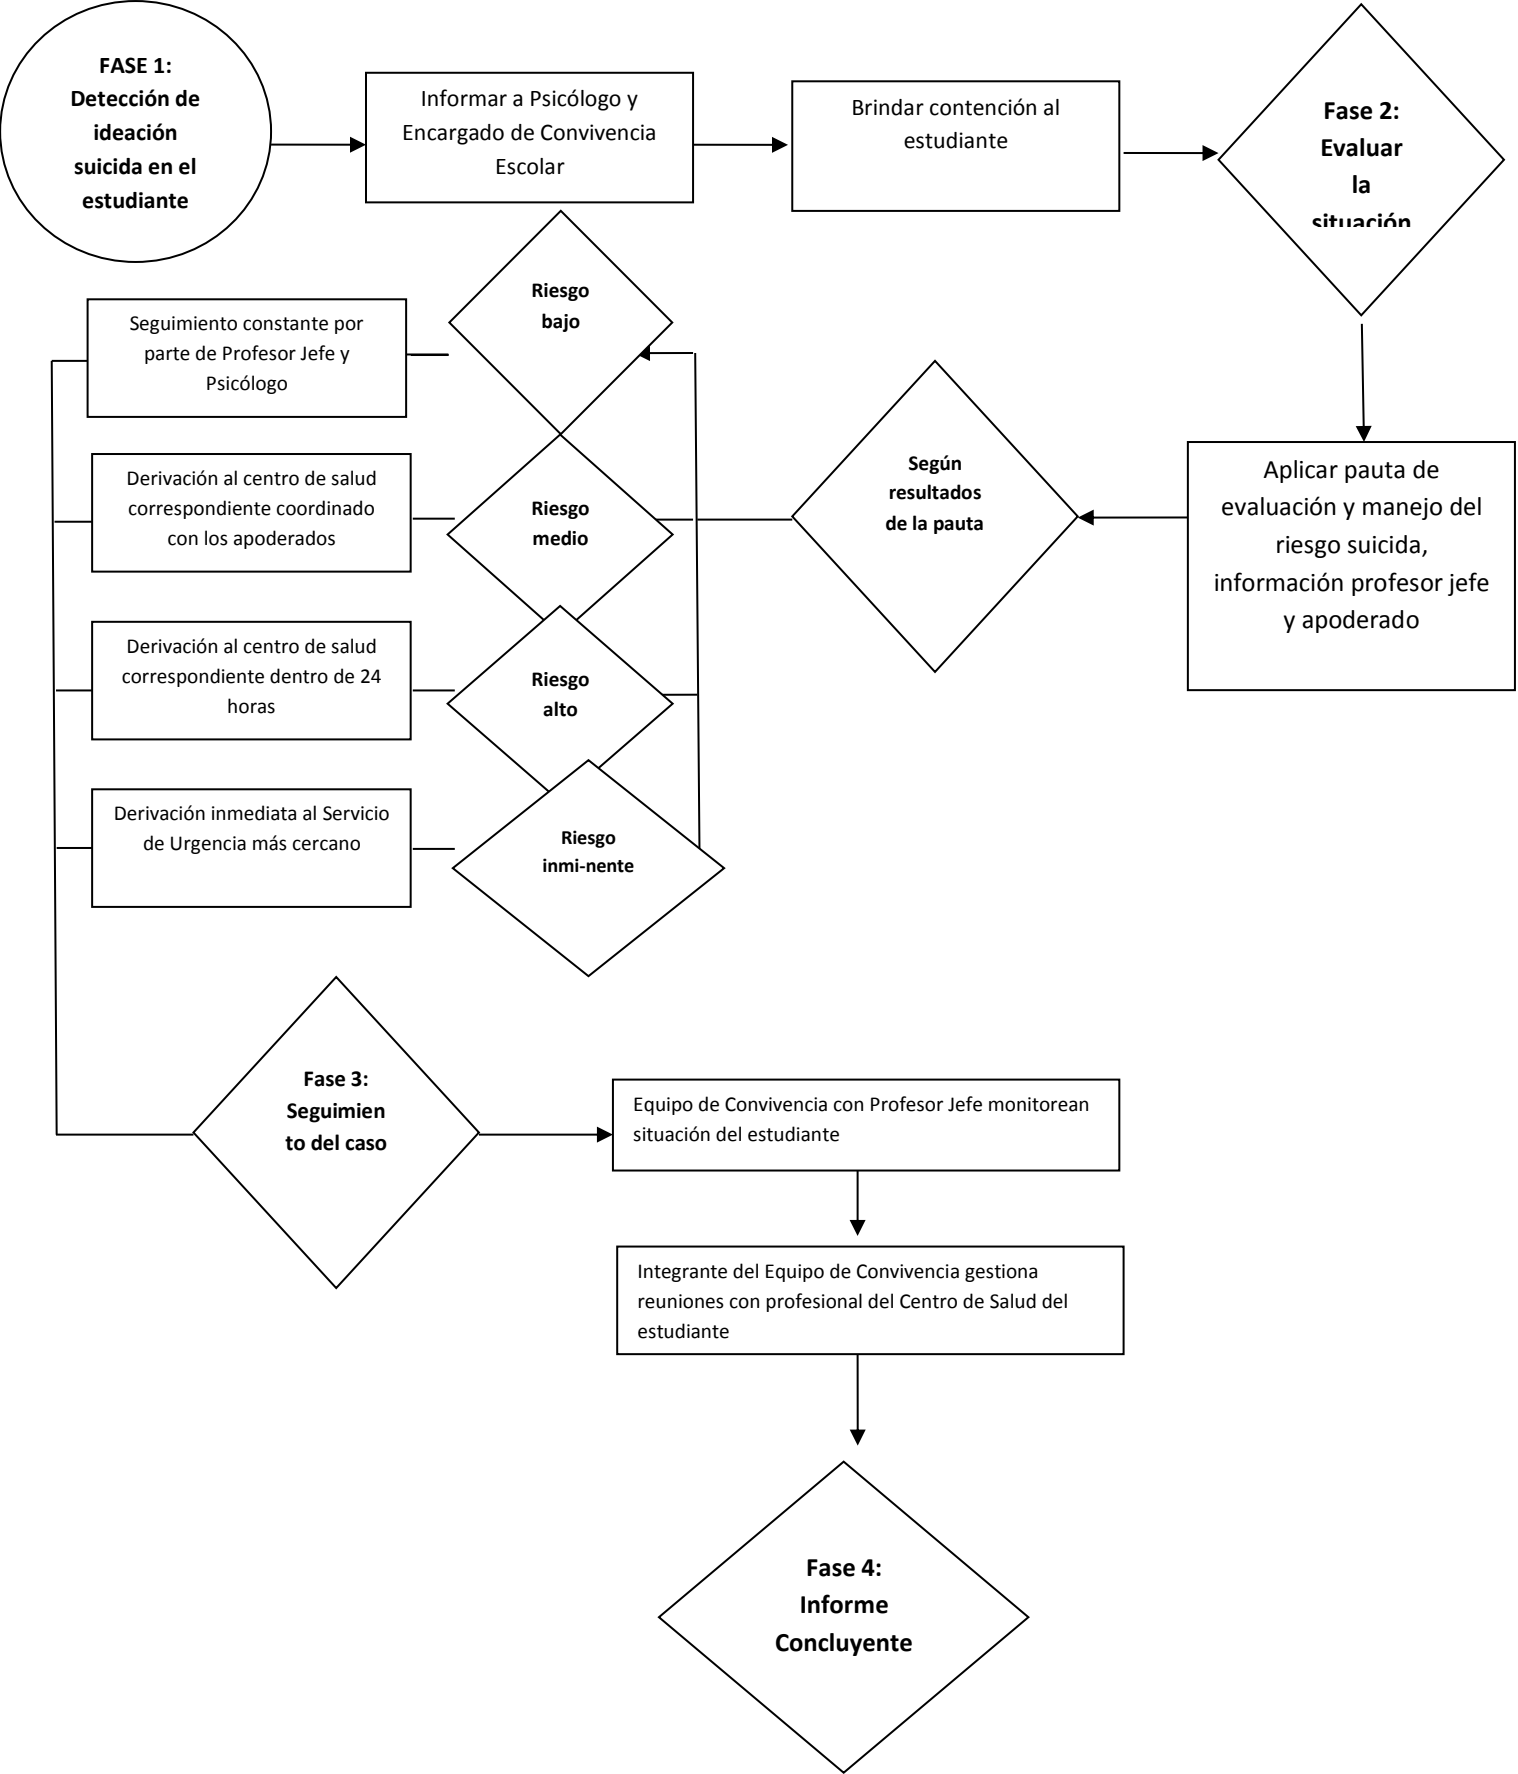 FASE 1:
Detección de
ideación
suicida en el
estudiante
Informar a Psicólogo y
Encargado de Convivencia
Escolar
Brindar contención al
estudiante
Fase 2:
Evaluar
la
situación
Aplicar pauta de
evaluación y manejo del
riesgo suicida,
información profesor jefe
y apoderado
Según
resultados
de la pauta
Riesgo
bajo
Seguimiento constante por
parte de Profesor Jefe y
Psicólogo
Riesgo
medio
Derivación al centro de salud
correspondiente coordinado
con los apoderados
Riesgo
alto
Derivación al centro de salud
correspondiente dentro de 24
horas
Riesgo
inmi-nente
Derivación inmediata al Servicio
de Urgencia más cercano
Fase 3:
Seguimien
to del caso
Equipo de Convivencia con Profesor Jefe monitorean
situación del estudiante
Integrante del Equipo de Convivencia gestiona
reuniones con profesional del Centro de Salud del
estudiante
Fase 4:
Informe
Concluyente